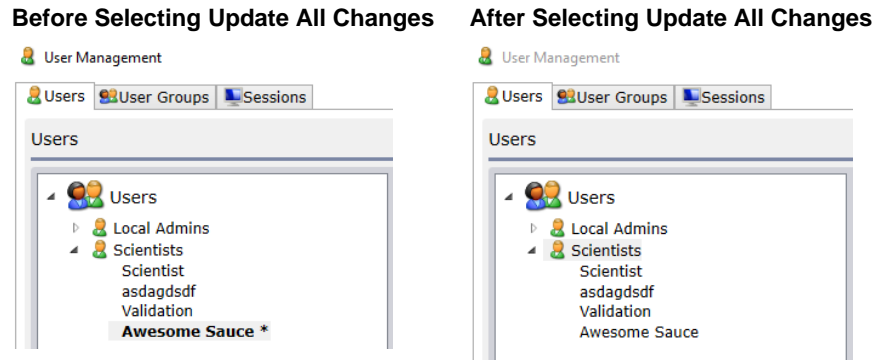 Before Selecting Update All Changes
User Management
Users User Groups Sessions
Users
Users
Local Admins
Scientists
Scientist
asdagdsdf
Validation
Awesome Sauce *
After Selecting Update All Changes
User Management
Users User Groups Sessions
Users
Users
Local Admins
Scientists
Scientist
asdagdsdf
Validation
Awesome Sauce